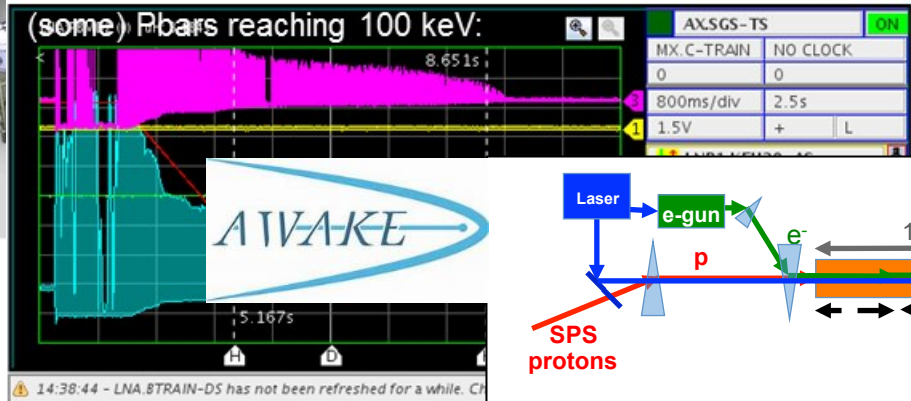 (some) Pbars reaching 100 keV:
8.651s
AX.SGS-TS
ON
MX.C-TRAIN
NO CLOCK
0
0
800ms/div
2.5s
1.5V
+
L
3
1
AWAKE
5.167s
H
D
14:38:44 - LNA.BTRAIN-DS has not been refreshed for a while.
Laser
e-gun
e-
p
1
SPS
protons